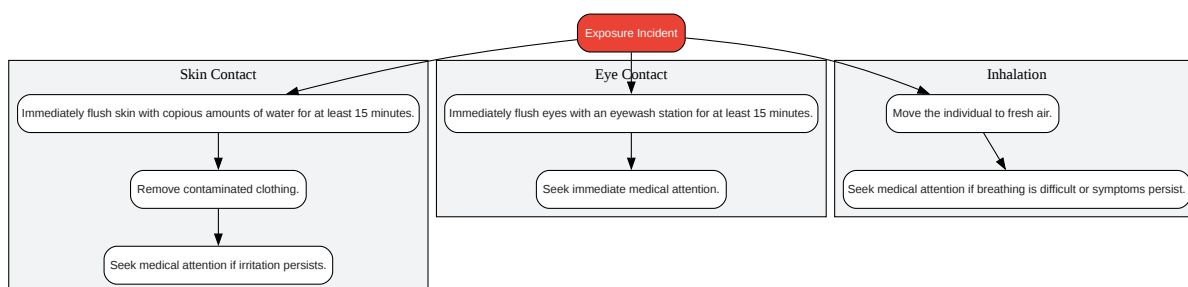 Exposure Incident
Skin Contact
Immediately flush skin with copious amounts of water for at least 15 minutes.
Remove contaminated clothing.
Seek medical attention if irritation persists.
Eye Contact
Immediately flush eyes with an eyewash station for at least 15 minutes.
Seek immediate medical attention.
Inhalation
Move the individual to fresh air.
Seek medical attention if breathing is difficult or symptoms persist.